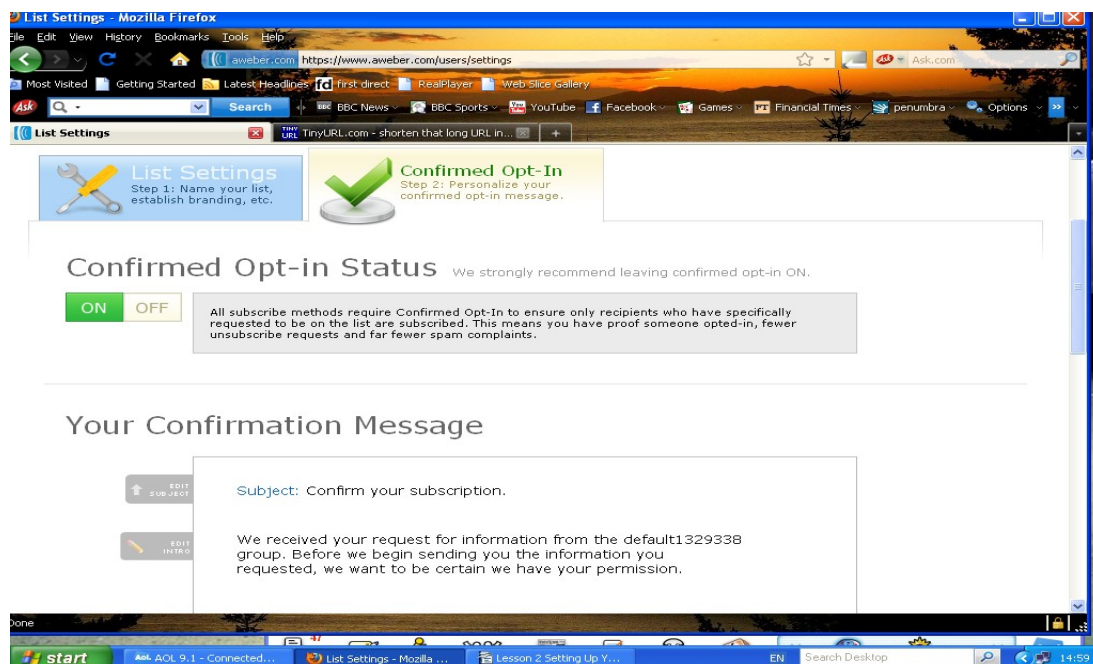 List Settings - Mozilla Firefox
File Edit View History Bookmarks Tools Help
aweber.com https://www.aweber.com/users/settings Ask.com
Most Visited Getting Started Latest Headlines fd first direct RealPlayer Web Slice Gallery
Ask Q Search BBC BBC News BBC Sports YouTube Facebook Games FT Financial Times penumbra Options »
List Settings TINY URL TinyURL.com - shorten that long URL in... +
List Settings
Step 1: Name your list,
establish branding, etc.
Confirmed Opt-In
Step 2: Personalize your
confirmed opt-in message.
Confirmed Opt-in Status We strongly recommend leaving confirmed opt-in ON.
ON OFF
All subscribe methods require Confirmed Opt-In to ensure only recipients who have specifically
requested to be on the list are subscribed. This means you have proof someone opted-in, fewer
unsubscribe requests and far fewer spam complaints.
Your Confirmation Message
EDIT
SUBJECT
Subject: Confirm your subscription.
EDIT
INTRO
We received your request for information from the default1329338
group. Before we begin sending you the information you
requested, we want to be certain we have your permission.
Done
start AOL AOL 9.1 - Connected... List Settings - Mozilla ... Lesson 2 Setting Up Y... EN Search Desktop 14:59